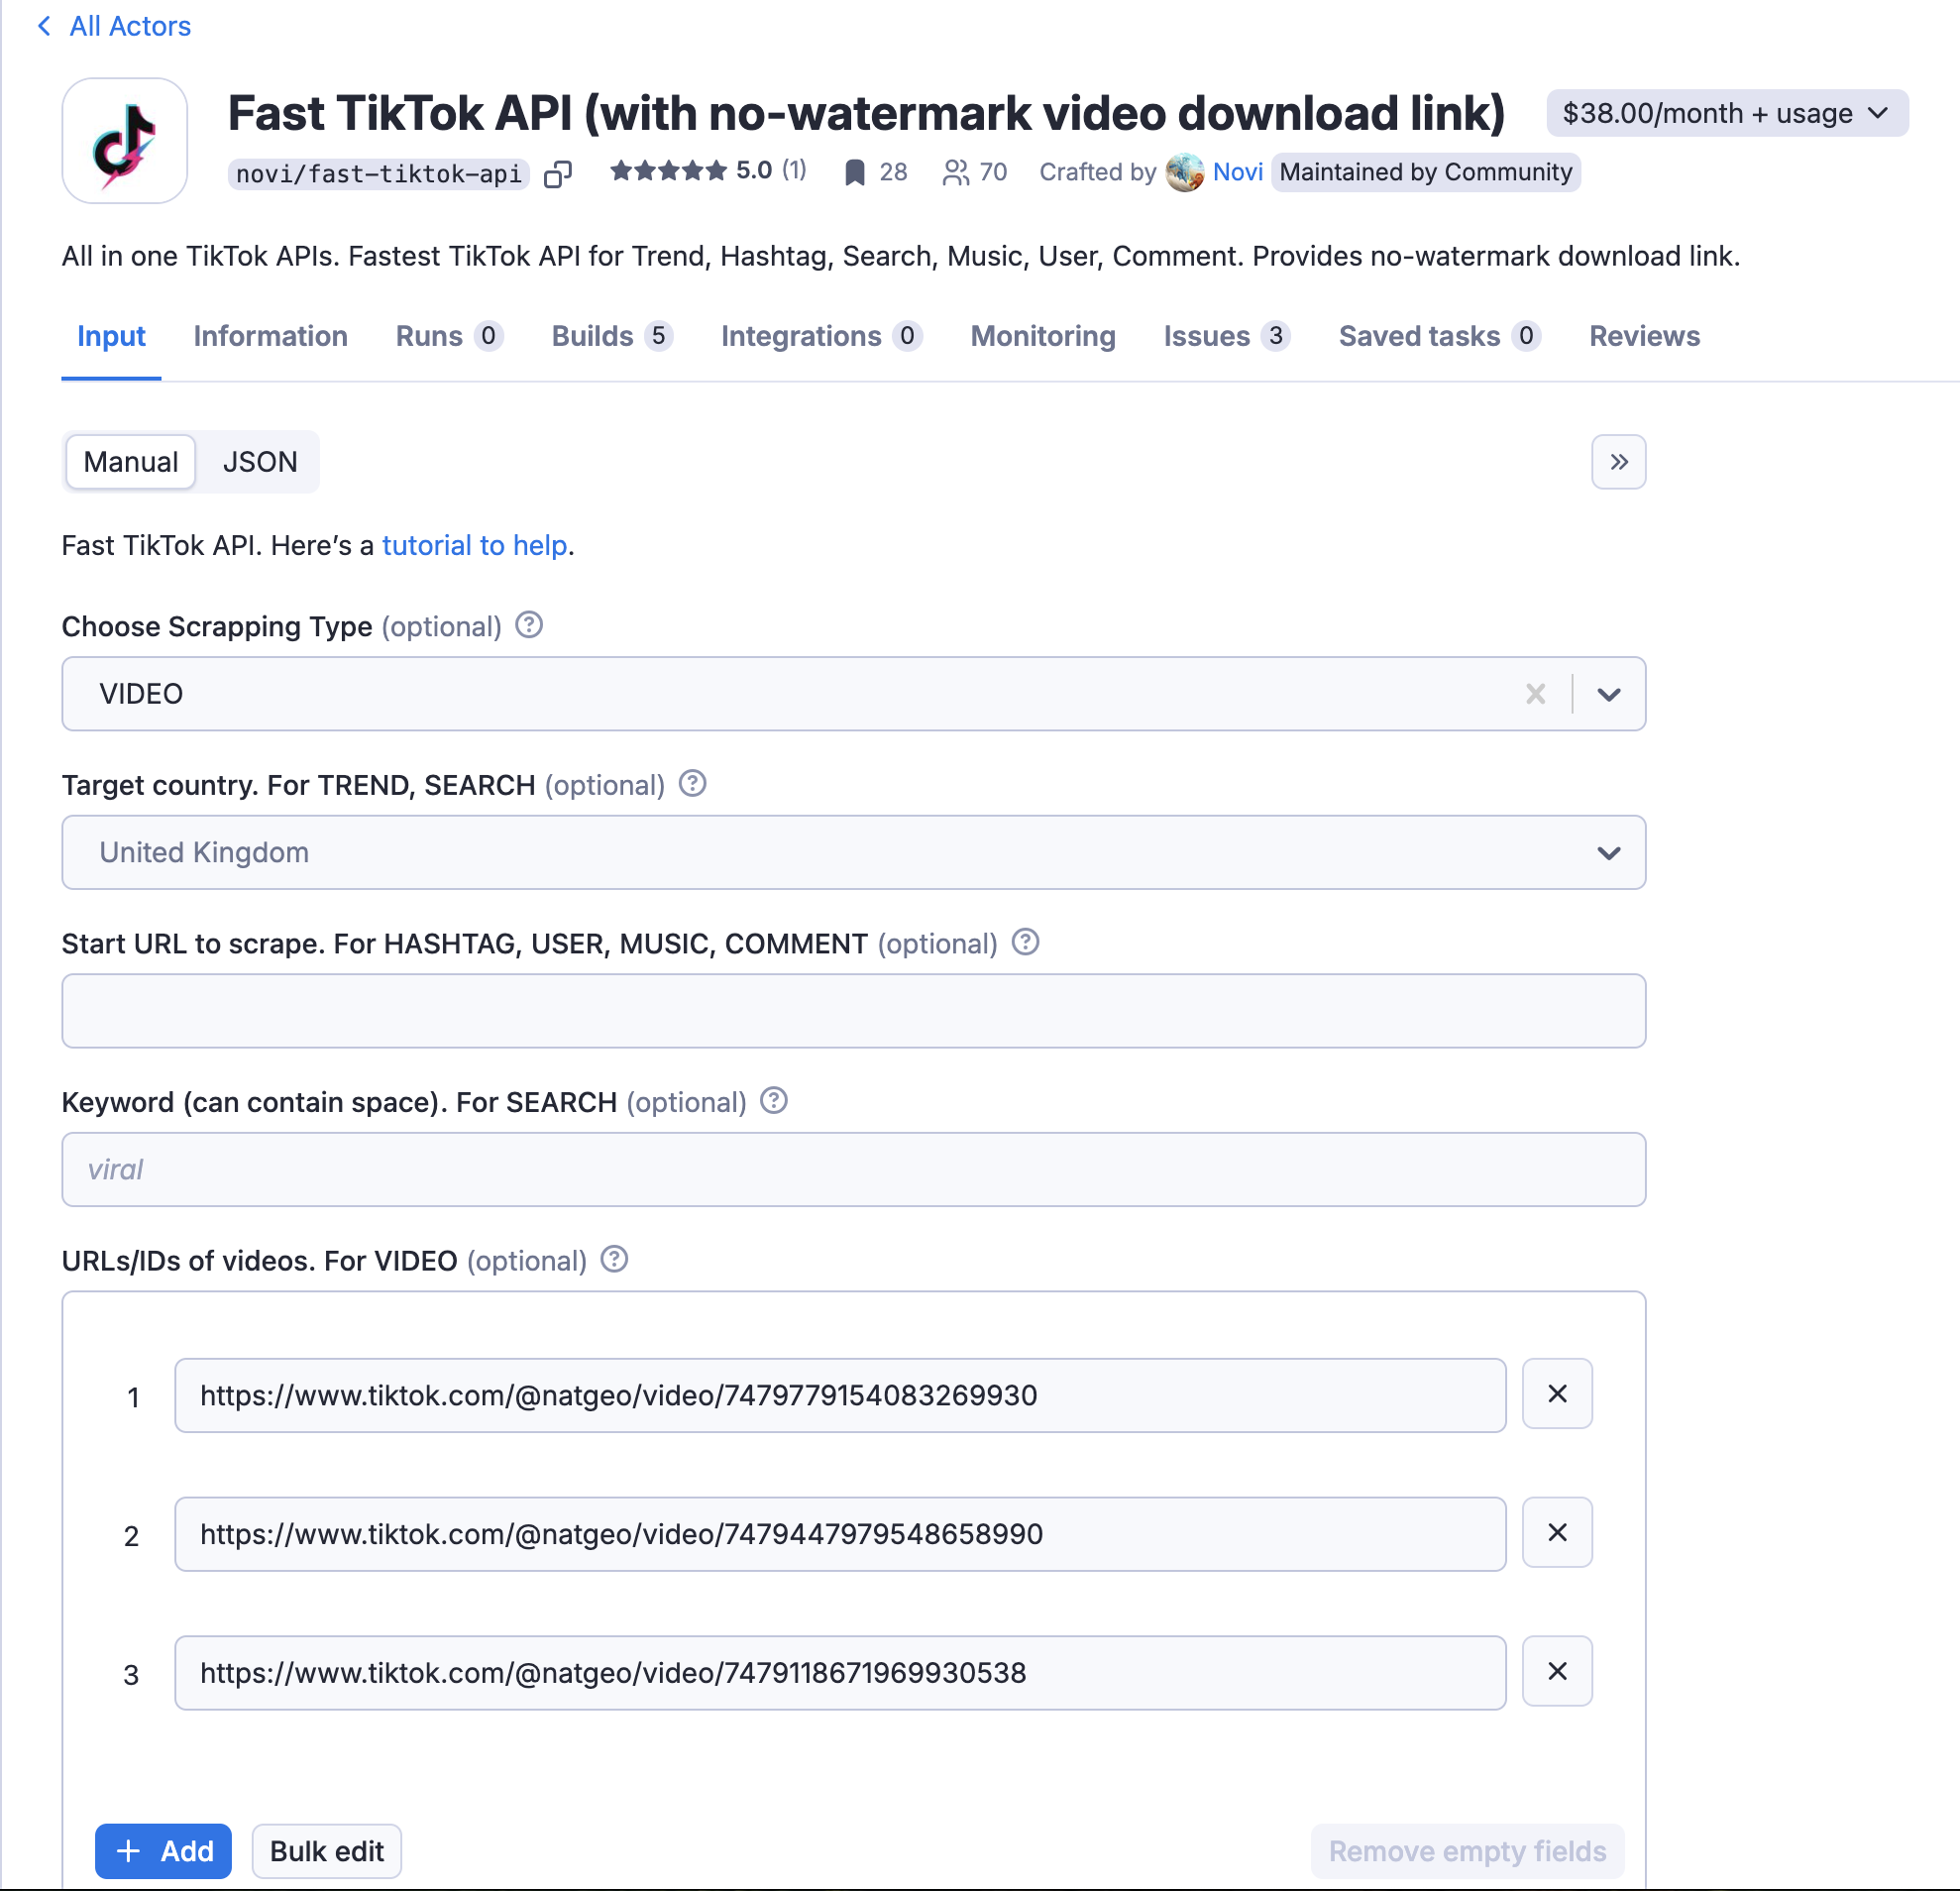 All Actors
Fast TikTok API (with no-watermark video download link)
$38.00/month + usage
novi/fast-tiktok-api
5.0 (1)
28
70
Crafted by Novi
Maintained by Community
All in one TikTok APIs. Fastest TikTok API for Trend, Hashtag, Search, Music, User, Comment. Provides no-watermark download link.
Input
Information
Runs 0
Builds 5
Integrations 0
Monitoring
Issues 3
Saved tasks 0
Reviews
Manual
JSON
Fast TikTok API. Here’s a tutorial to help.
Choose Scrapping Type (optional)
VIDEO
Target country. For TREND, SEARCH (optional)
United Kingdom
Start URL to scrape. For HASHTAG, USER, MUSIC, COMMENT (optional)
Keyword (can contain space). For SEARCH (optional)
viral
URLs/IDs of videos. For VIDEO (optional)
1 https://www.tiktok.com/@natgeo/video/7479779154083269930
2 https://www.tiktok.com/@natgeo/video/7479447979548658990
3 https://www.tiktok.com/@natgeo/video/7479118671969930538
+ Add
Bulk edit
Remove empty fields